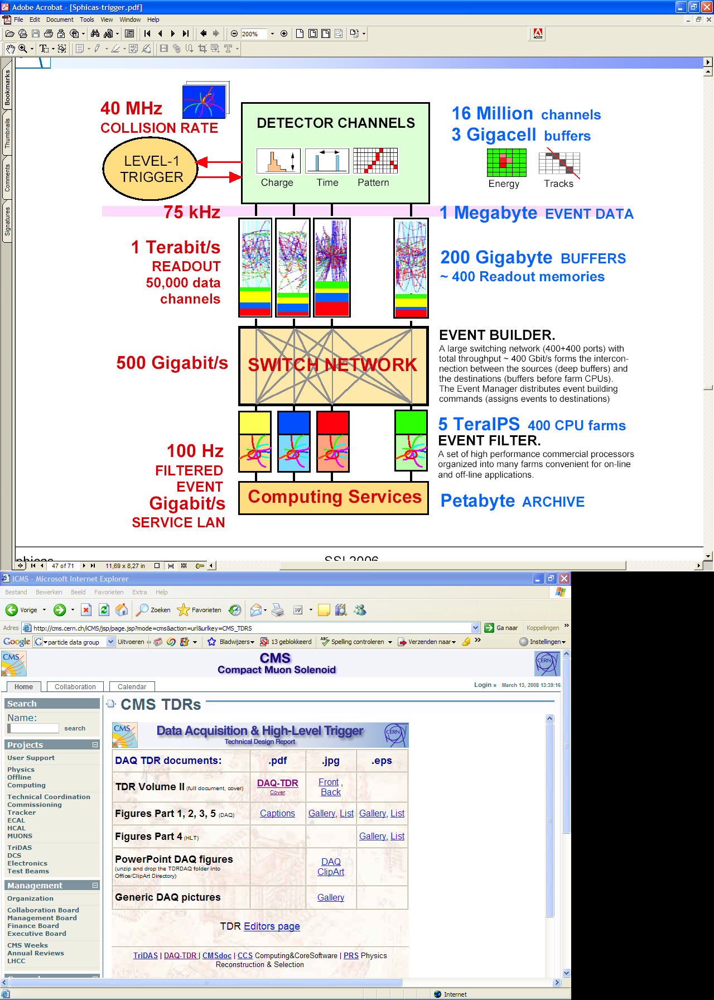 Adobe Acrobat - [Sphicas-trigger.pdf]
File Edit Document Tools View Window Help
200%
Adobe
Bookmarks
Thumbnails
Comments
Signatures
40 MHz
COLLISION RATE
LEVEL-1
TRIGGER
DETECTOR CHANNELS
Charge Time Pattern
16 Million channels
3 Gigacell buffers
Energy Tracks
75 kHz
1 Megabyte EVENT DATA
1 Terabit/s
READOUT
50,000 data
channels
200 Gigabyte BUFFERS
~ 400 Readout memories
500 Gigabit/s
SWITCH NETWORK
EVENT BUILDER.
A large switching network (400+400 ports) with
total throughput ~ 400 Gbit/s forms the intercon-
nection between the sources (deep buffers) and
the destinations (buffers before farm CPUs).
The Event Manager distributes event building
commands (assigns events to destinations)
5 TeraIPS 400 CPU farms
EVENT FILTER.
A set of high performance commercial processors
organized into many farms convenient for on-line
and off-line applications.
100 Hz
FILTERED
EVENT
Gigabit/s
SERVICE LAN
Computing Services
Petabyte ARCHIVE
phicas SSI 2006
47 of 71 11,69 x 8,27 in
iCMS - Microsoft Internet Explorer
Bestand Bewerken Beeld Favorieten Extra Help
Vorige Zoeken Favorieten
Adres http://cms.cern.ch/iCMS/jsp/page.jsp?mode=cms&action=url&urlkey=CMS_TDRS Ga naar Koppelingen »
Google G particle data group Uitvoeren Bladwijzers 13 geblokkeerd ABC Spelling controleren Verzenden naar » Instellingen
CMS
CMS
Compact Muon Solenoid
CERN
Home Collaboration Calendar
Login » March 13, 2008 13:39:16
Search
Name:
search
Projects
User Support
Physics
Offline
Computing
Technical Coordination
Commissioning
Tracker
ECAL
HCAL
MUONS
TriDAS
DCS
Electronics
Test Beams
Management
Organization
Collaboration Board
Management Board
Finance Board
Executive Board
CMS Weeks
Annual Reviews
LHCC
CMS TDRs
CMS
Data Acquisition & High-Level Trigger
Technical Design Report
CERN
DAQ TDR documents: .pdf .jpg .eps
TDR Volume II (full document, cover) DAQ-TDR Cover Front , Back
Figures Part 1, 2, 3, 5 (DAQ) Captions Gallery, List Gallery, List
Figures Part 4 (HLT) Gallery, List
PowerPoint DAQ figures DAQ ClipArt
(unzip and drop the TDRDAQ folder into
Office/ClipArt Directory)
Generic DAQ pictures Gallery
TDR Editors page
TriDAS | DAQ-TDR | CMSdoc | CCS Computing&CoreSoftware | PRS Physics
Reconstruction & Selection
Internet